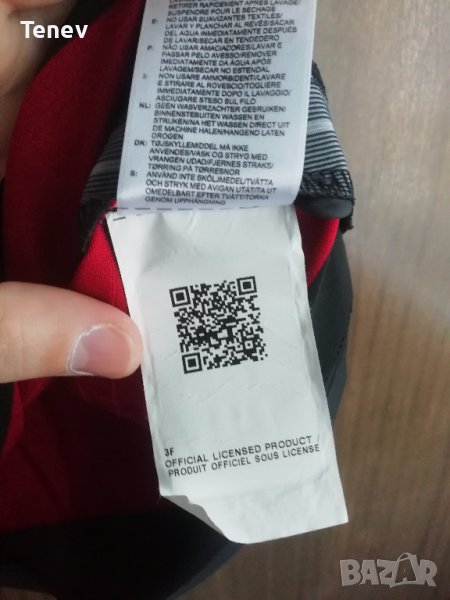 Tenev
RETIRER RAPIDEMENT APRÈS LAVAGE/
SUSPENDRE POUR LE SECHAGE
E: NO USAR SUAVIZANTES TEXTILES/
LAVAR Y PLANCHAR AL REVÉS/SACAR
DEL AGUA INMEDIATAMENTE DESPUÉS
DE LAVAR/SECAR EN TENDEDERO
P: NÃO USAR AMACIADORES/LAVAR E
PASSAR PELO AVESSO/REMOVER
IMEDIATAMENTE DA ÁGUA APÓS
LAVAGEM/SECAR NO ESTENDAL
I: NON USARE AMMORBIDENTI/LAVARE
E STIRARE AL ROVESCIO/TOGLIERE
E IMMEDIATAMENTE DOPO IL LAVAGGIO/
ASCIUGARE STESO SUL FILO
NL: GEEN WASVERZACHTER GEBRUIKEN/
BINNENSTEBUITEN WASSEN EN
STRIJKEN/NA HET WASSEN DIRECT UIT
DE MACHINE HALEN/HANGEND LATEN
DROGEN
DK: TØJSKYLLEMIDDEL MÅ IKKE
ANVENDES/VASK OG STRYG MED
VRANGEN UDAD/FJERNES STRAKS/
TØRRING PÅ TØRRESNOR
S: ANVÄND INTE SKÖLJMEDEL/TVÄTTA
OCH STRYK MED AVIGAN UTÅT/TA UT
OMEDELBART EFTER TVÄTT/TORKA
GENOM UPPHÄNGNING
3F
OFFICIAL LICENSED PRODUCT
PRODUIT OFFICIEL SOUS LICENSE
BAZAR